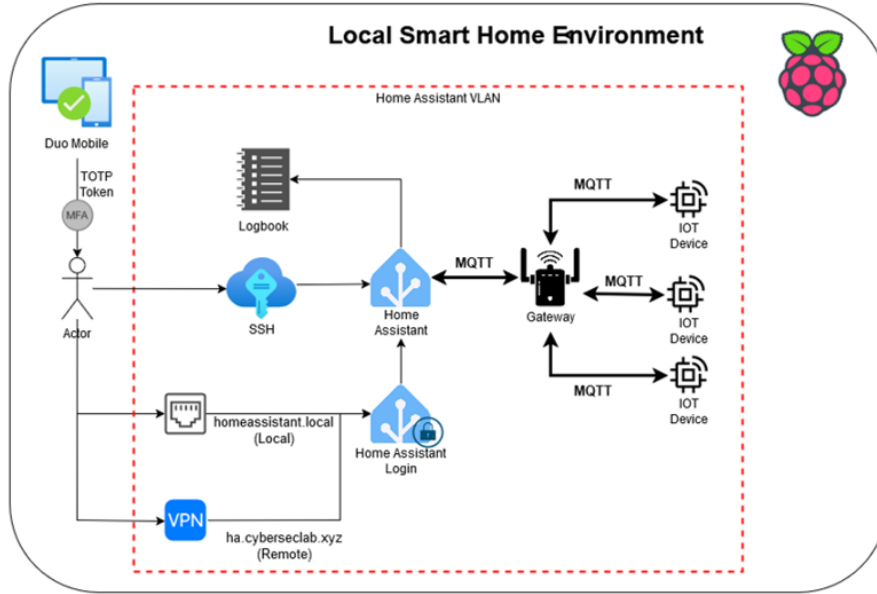 Local Smart Home Environment
Home Assistant VLAN
Duo Mobile
TOTP
Token
MFA
Actor
Logbook
SSH
Home
Assistant
MQTT
Gateway
MQTT
IOT
Device
MQTT
IOT
Device
MQTT
IOT
Device
homeassistant.local
(Local)
Home Assistant
Login
VPN
ha.cyberseclab.xyz
(Remote)